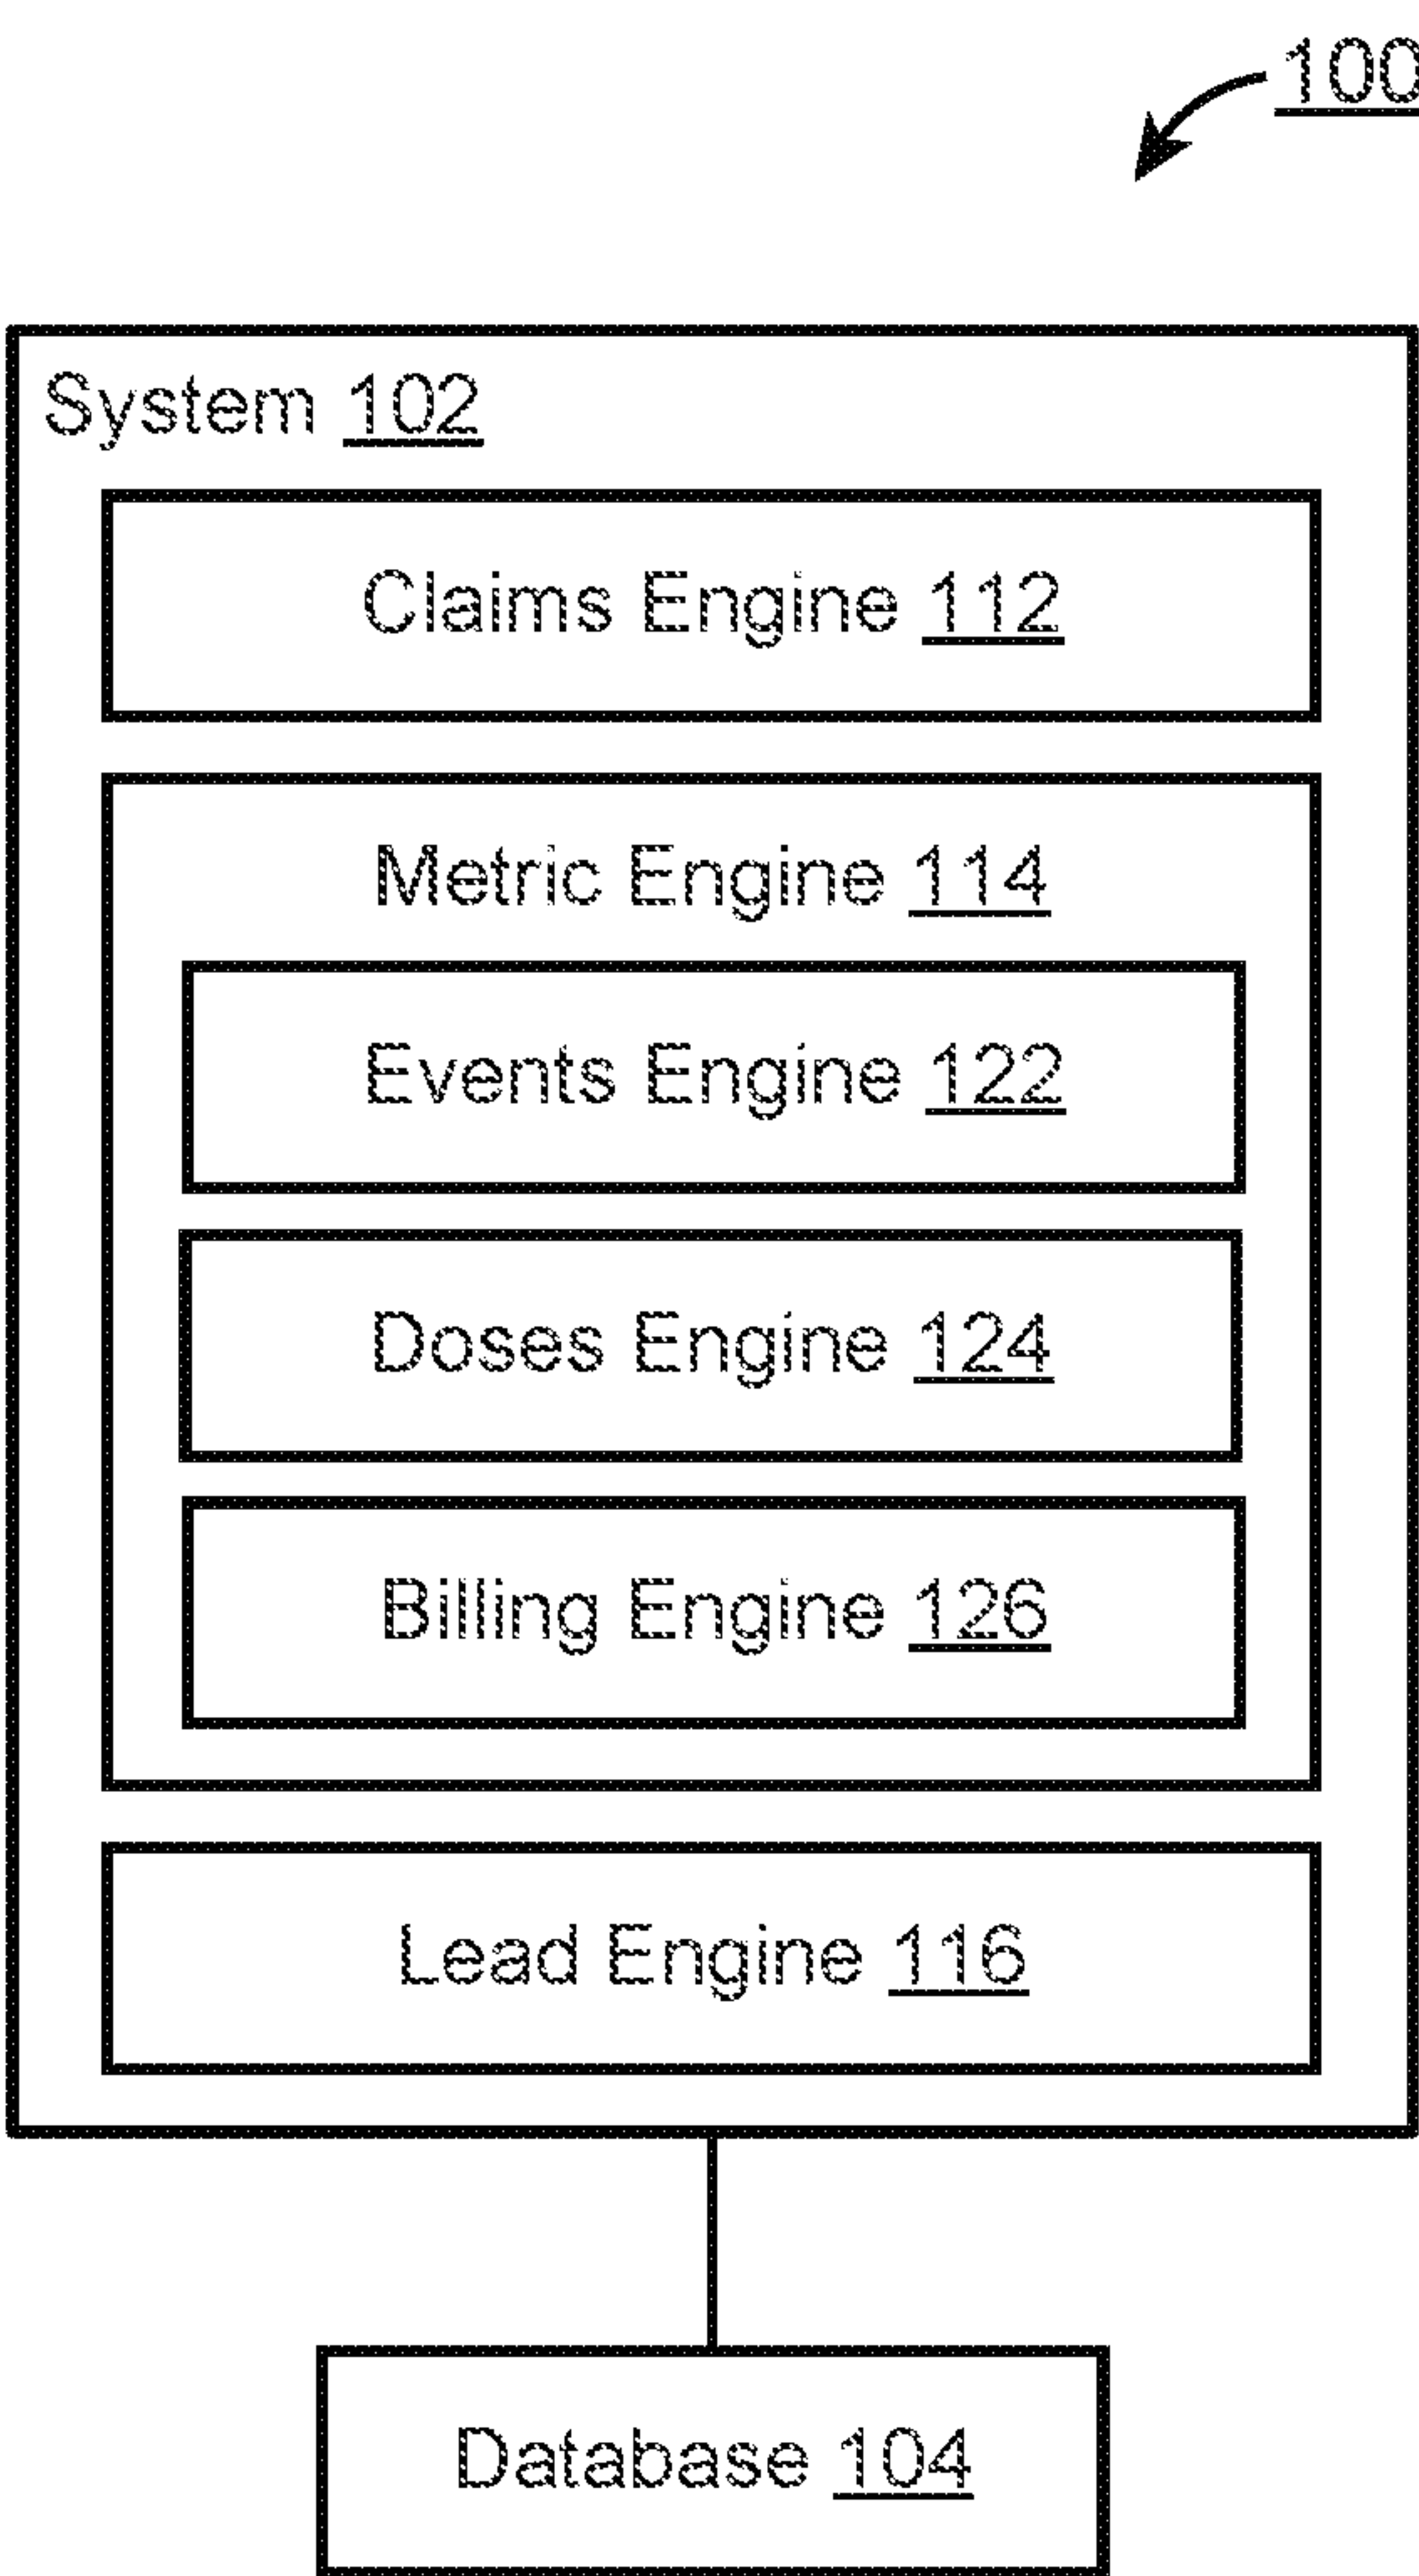 100
System 102
Claims Engine 112
Metric Engine 114
Events Engine 122
Doses Engine 124
Billing Engine 126
Lead Engine 116
Database 104